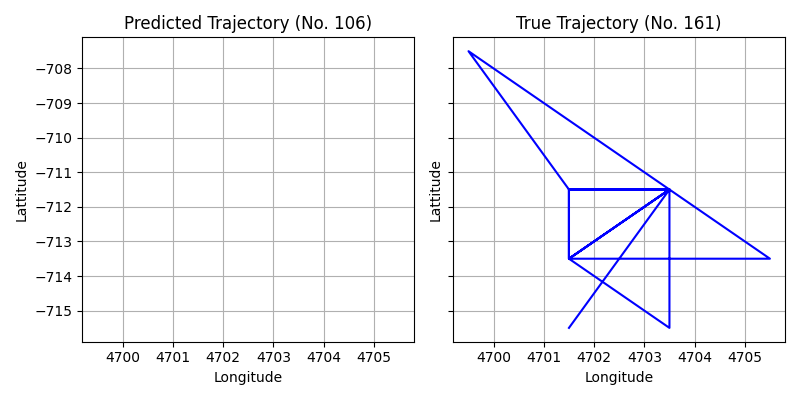 Predicted Trajectory (No. 106)
True Trajectory (No. 161)
−708
−709
−710
−711
−712
−713
−714
−715
Lattitude
Lattitude
4700 4701 4702 4703 4704 4705
4700 4701 4702 4703 4704 4705
Longitude
Longitude